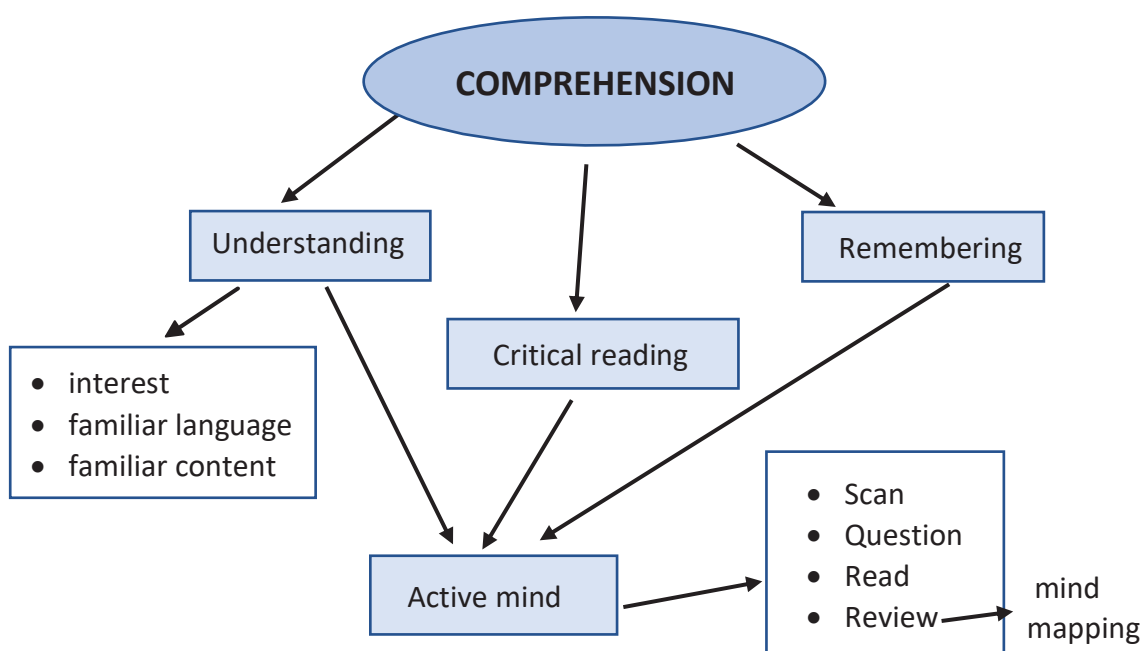 COMPREHENSION
Understanding
Remembering
Critical reading
• interest
• familiar language
• familiar content
Active mind
• Scan
• Question
• Read
• Review
mind
mapping